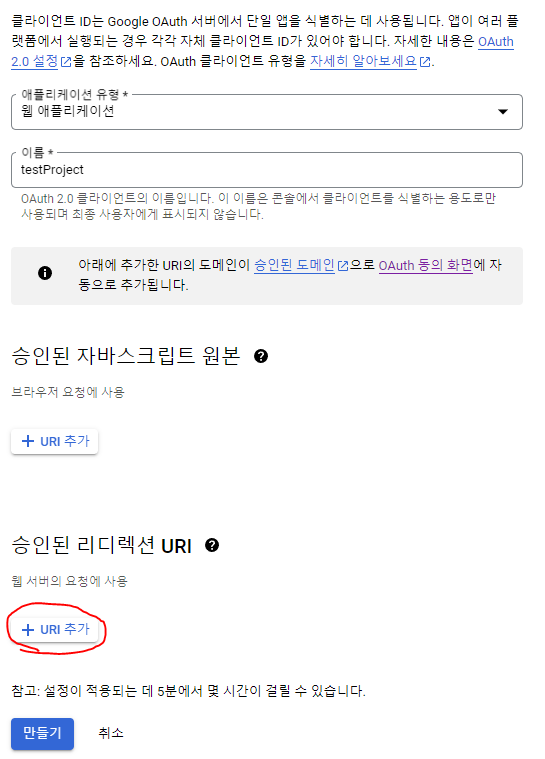 클라이언트 ID는 Google OAuth 서버에서 단일 앱을 식별하는 데 사용됩니다. 앱이 여러 플
랫폼에서 실행되는 경우 각각 자체 클라이언트 ID가 있어야 합니다. 자세한 내용은 OAuth
2.0 설정을 참조하세요. OAuth 클라이언트 유형을 자세히 알아보세요.
애플리케이션 유형 *
웹 애플리케이션
이름 *
testProject
OAuth 2.0 클라이언트의 이름입니다. 이 이름은 콘솔에서 클라이언트를 식별하는 용도로만
사용되며 최종 사용자에게 표시되지 않습니다.
아래에 추가한 URI의 도메인이 승인된 도메인으로 OAuth 동의 화면에 자
동으로 추가됩니다.
승인된 자바스크립트 원본
브라우저 요청에 사용
+ URI 추가
승인된 리디렉션 URI
웹 서버의 요청에 사용
+ URI 추가
참고: 설정이 적용되는 데 5분에서 몇 시간이 걸릴 수 있습니다.
만들기 취소